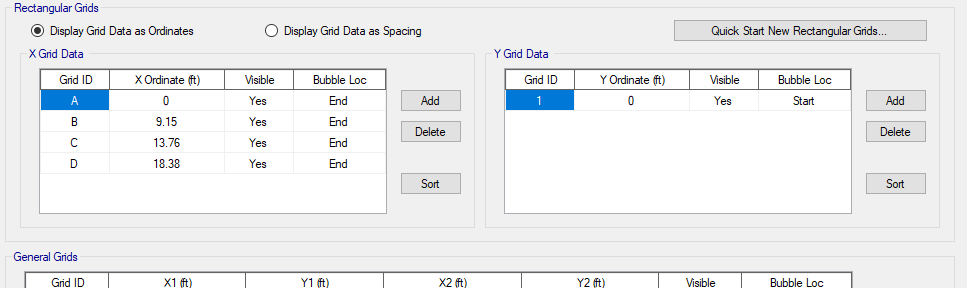 Rectangular Grids
Display Grid Data as Ordinates Display Grid Data as Spacing Quick Start New Rectangular Grids...
X Grid Data Y Grid Data
Grid ID X Ordinate (ft) Visible Bubble Loc Grid ID Y Ordinate (ft) Visible Bubble Loc
A 0 Yes End Add 1 0 Yes Start Add
B 9.15 Yes End Delete Delete
C 13.76 Yes End
D 18.38 Yes End
Sort Sort
General Grids
Grid ID X1 (ft) Y1 (ft) X2 (ft) Y2 (ft) Visible Bubble Loc